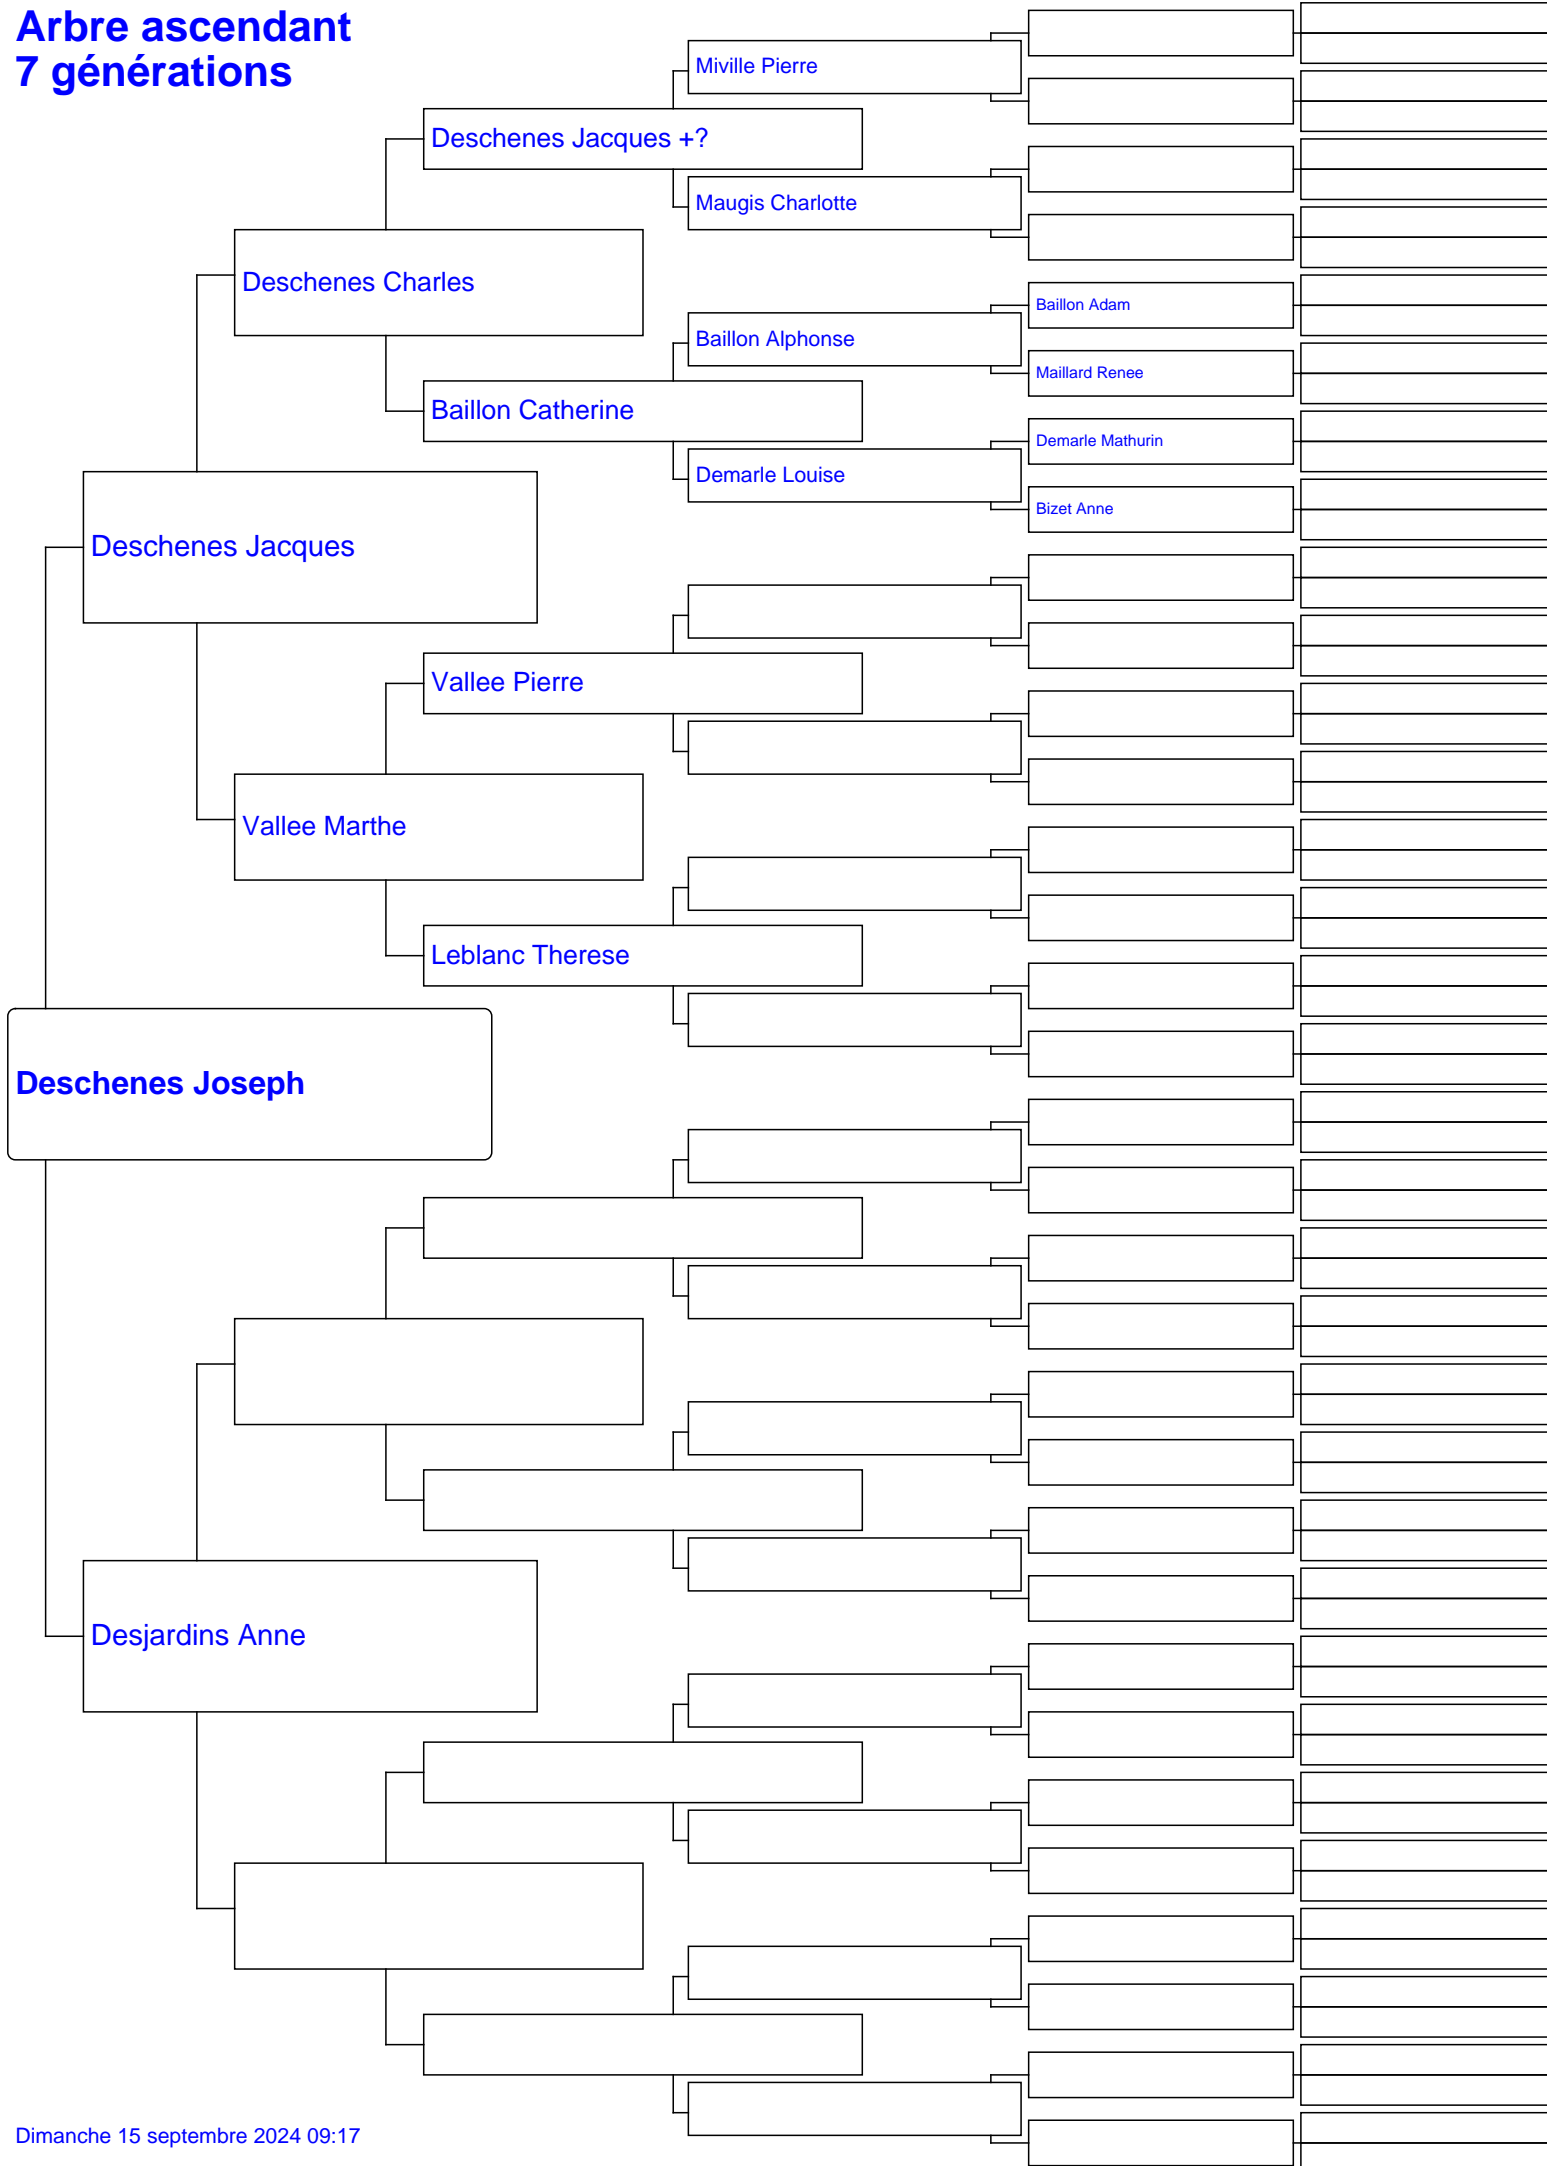 Arbre ascendant
7 générations
Miville Pierre
Deschenes Jacques +?
Maugis Charlotte
Deschenes Charles
Baillon Adam
Baillon Alphonse
Maillard Renee
Baillon Catherine
Demarle Mathurin
Demarle Louise
Bizet Anne
Deschenes Jacques
Vallee Pierre
Vallee Marthe
Leblanc Therese
Deschenes Joseph
Desjardins Anne
Dimanche 15 septembre 2024 09:17